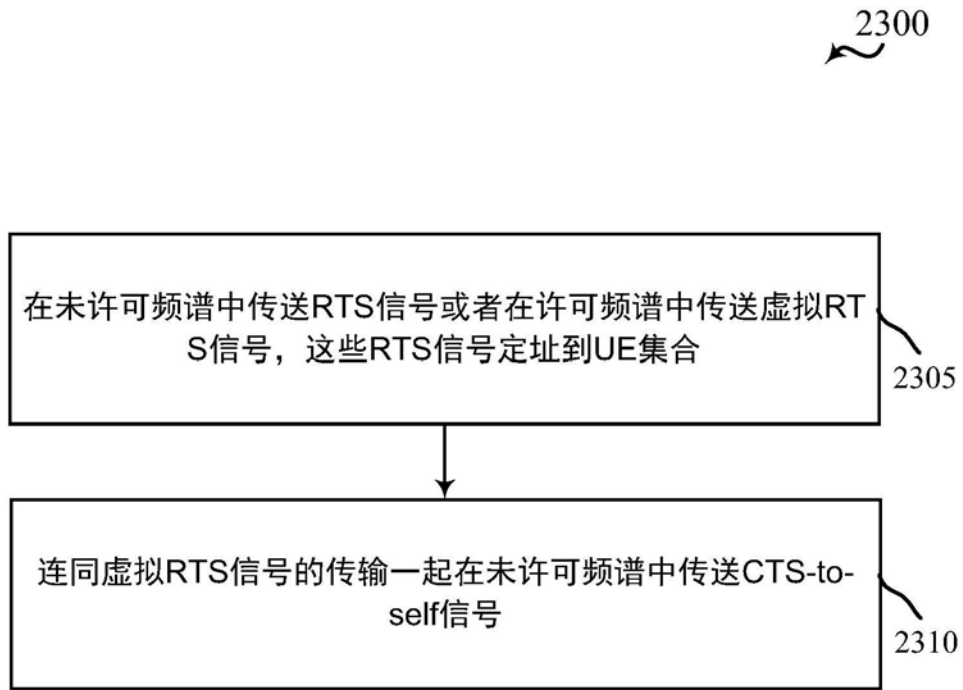 2300
在未许可频谱中传送RTS信号或者在许可频谱中传送虚拟RT
S信号，这些RTS信号定址到UE集合
2305
连同虚拟RTS信号的传输一起在未许可频谱中传送CTS-to-
self信号
2310